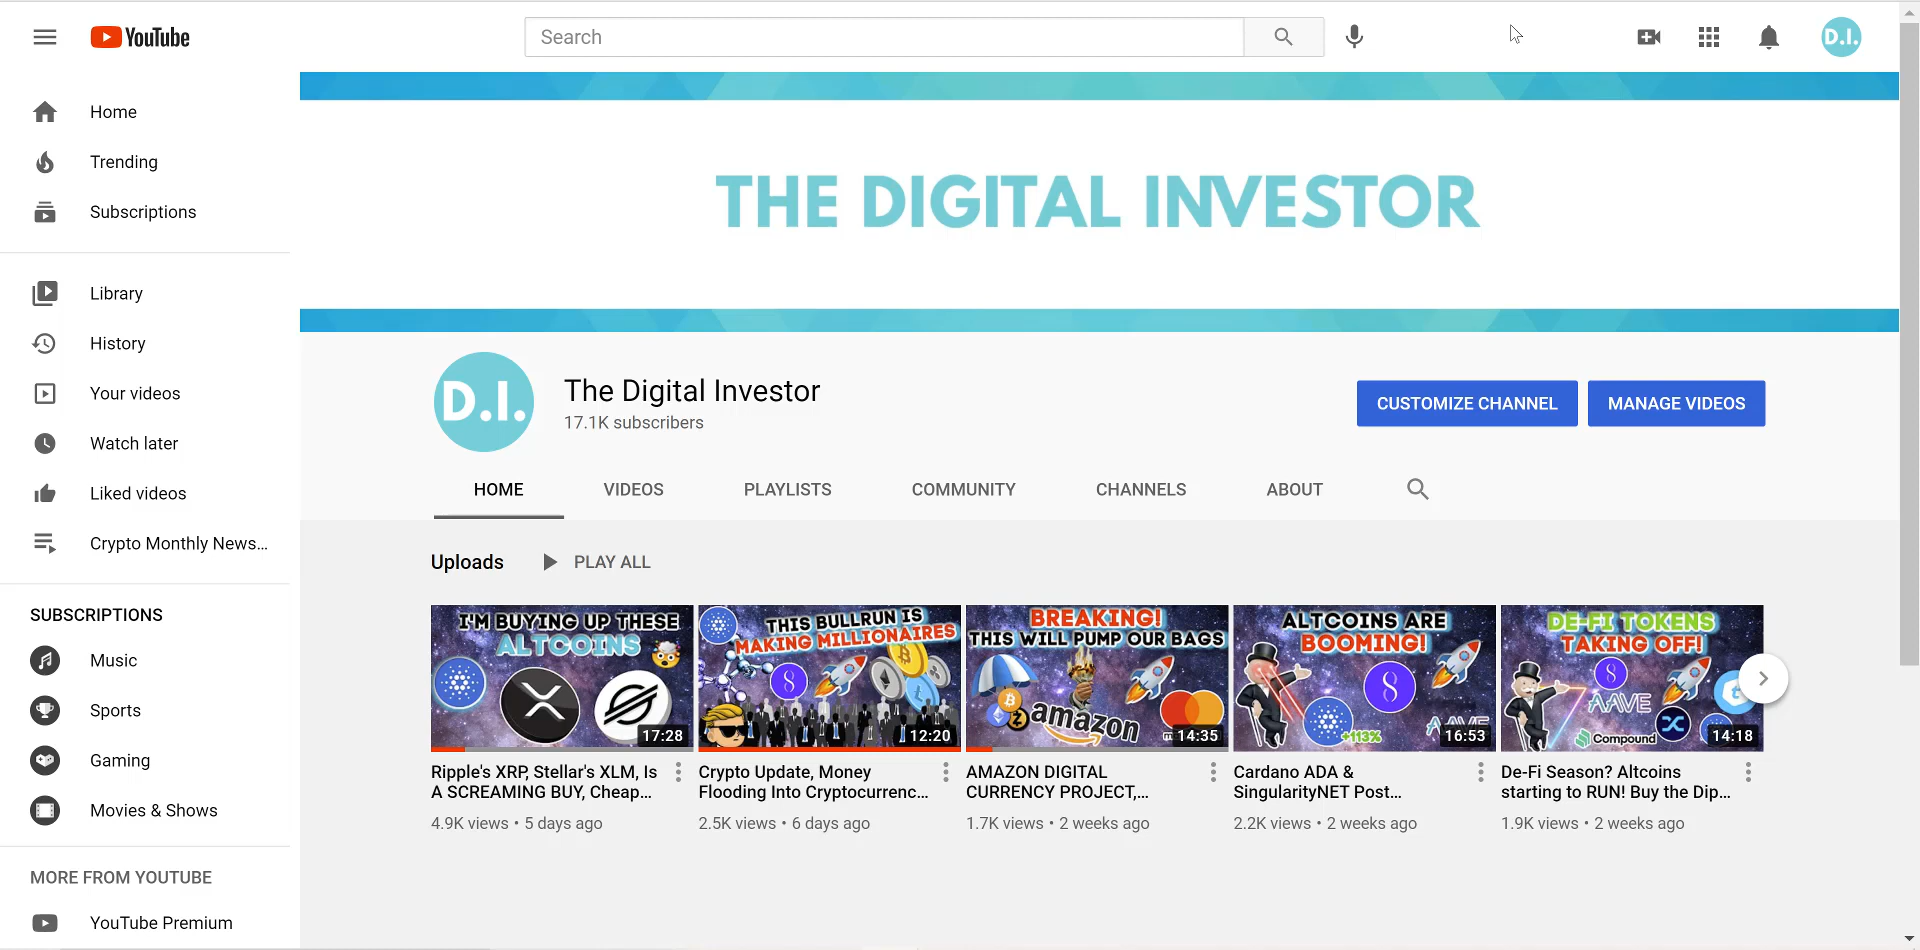 YouTube
Search
D.I.
Home
Trending
Subscriptions
Library
History
Your videos
Watch later
Liked videos
Crypto Monthly News...
SUBSCRIPTIONS
Music
Sports
Gaming
Movies & Shows
MORE FROM YOUTUBE
YouTube Premium
THE DIGITAL INVESTOR
D.I.
The Digital Investor
17.1K subscribers
CUSTOMIZE CHANNEL
MANAGE VIDEOS
HOME
VIDEOS
PLAYLISTS
COMMUNITY
CHANNELS
ABOUT
Uploads
PLAY ALL
I'M BUYING UP THESE
ALTCOINS
17:28
Ripple's XRP, Stellar's XLM, Is
A SCREAMING BUY, Cheap...
4.9K views • 5 days ago
THIS BULLRUN IS
MAKING MILLIONAIRES
12:20
Crypto Update, Money
Flooding Into Cryptocurrenc...
2.5K views • 6 days ago
BREAKING!
THIS WILL PUMP OUR BAGS
amazon
14:35
AMAZON DIGITAL
CURRENCY PROJECT,...
1.7K views • 2 weeks ago
ALTCOINS ARE
BOOMING!
AAVE
+113%
16:53
Cardano ADA &
SingularityNET Post...
2.2K views • 2 weeks ago
DE-FI TOKENS
TAKING OFF!
AAVE
Compound
14:18
De-Fi Season? Altcoins
starting to RUN! Buy the Dip...
1.9K views • 2 weeks ago